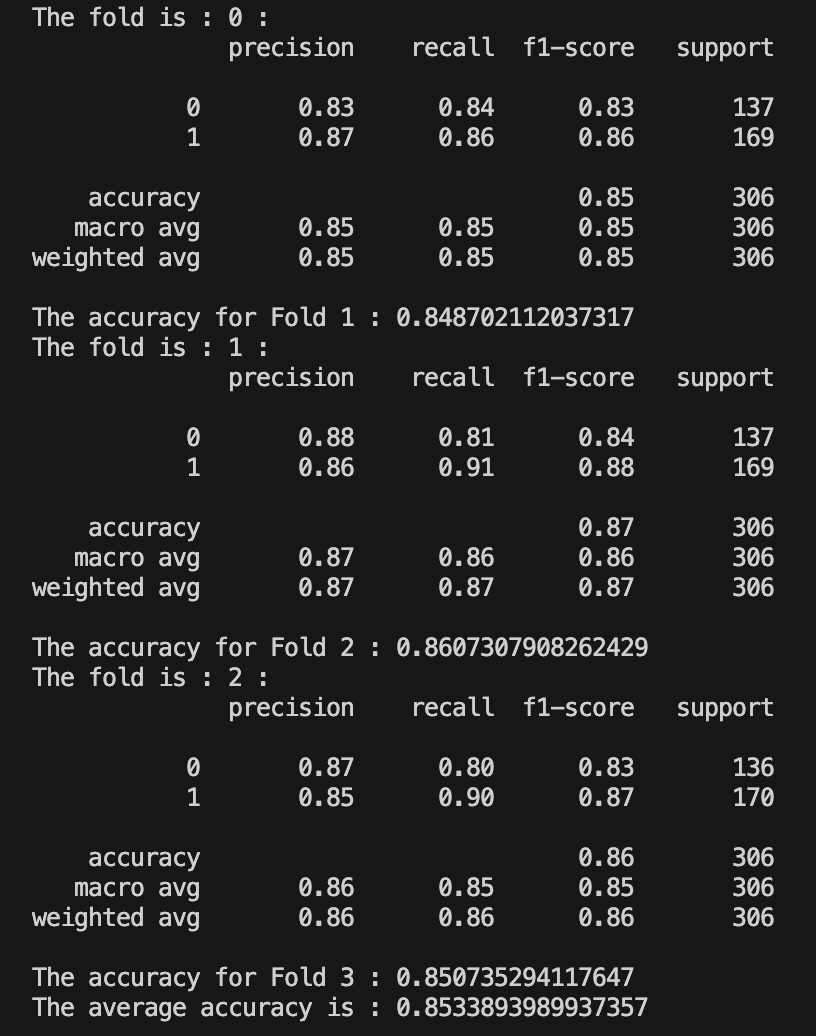 The fold is : 0 :
              precision    recall  f1-score   support

           0       0.83      0.84      0.83       137
           1       0.87      0.86      0.86       169

    accuracy                           0.85       306
   macro avg       0.85      0.85      0.85       306
weighted avg       0.85      0.85      0.85       306

The accuracy for Fold 1 : 0.848702112037317
The fold is : 1 :
              precision    recall  f1-score   support

           0       0.88      0.81      0.84       137
           1       0.86      0.91      0.88       169

    accuracy                           0.87       306
   macro avg       0.87      0.86      0.86       306
weighted avg       0.87      0.87      0.87       306

The accuracy for Fold 2 : 0.8607307908262429
The fold is : 2 :
              precision    recall  f1-score   support

           0       0.87      0.80      0.83       136
           1       0.85      0.90      0.87       170

    accuracy                           0.86       306
   macro avg       0.86      0.85      0.85       306
weighted avg       0.86      0.86      0.86       306

The accuracy for Fold 3 : 0.850735294117647
The average accuracy is : 0.8533893989937357